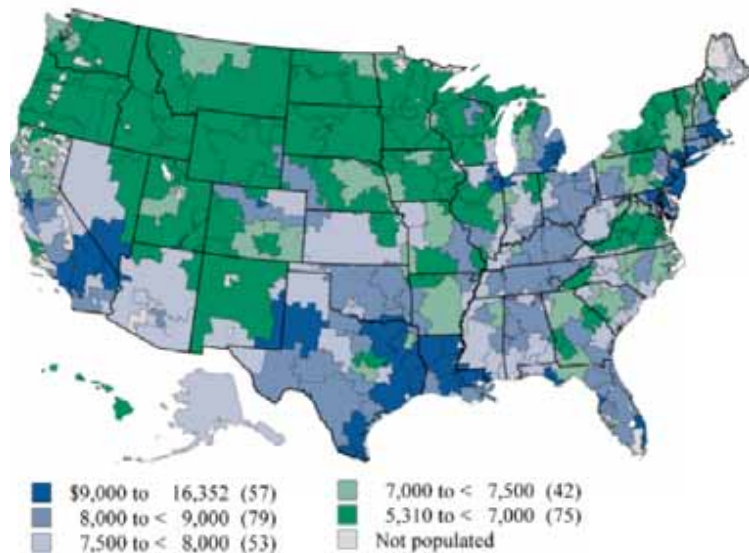 $9,000 to 16,352 (57)
8,000 to < 9,000 (79)
7,500 to < 8,000 (53)
7,000 to < 7,500 (42)
5,310 to < 7,000 (75)
Not populated